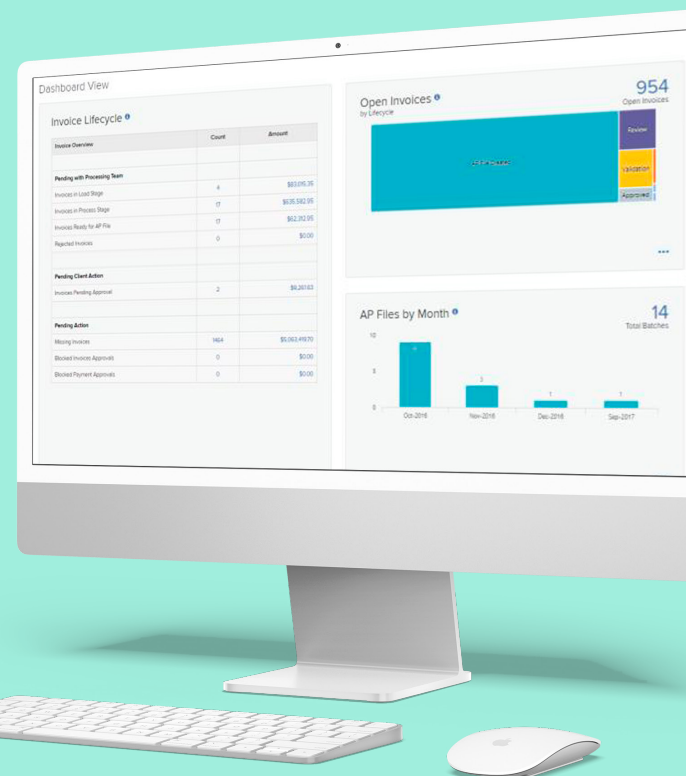 Dashboard View
Invoice Lifecycle
Invoice Overview Count Amount
Pending with Processing Team
Invoices in Load Stage 4
Invoices in Process Stage 17 $635,582.95
Invoices Ready for AP File 17 $62,312.95
Rejected Invoices 0 $0.00
Pending Client Action
Invoices Pending Approval 2
Pending Action
Missing Invoices 1464
Blocked Invoices Approvals 0 $0.00
Blocked Payment Approvals 0 $0.00
Open Invoices
by Lifecycle
954
Open Invoices
AP File Created
Review
Validation
Approved
AP Files by Month
14
Total Batches
10
5
0
9
3
1
1
Oct-2016
Nov-2016
Dec-2016
Sep-2017